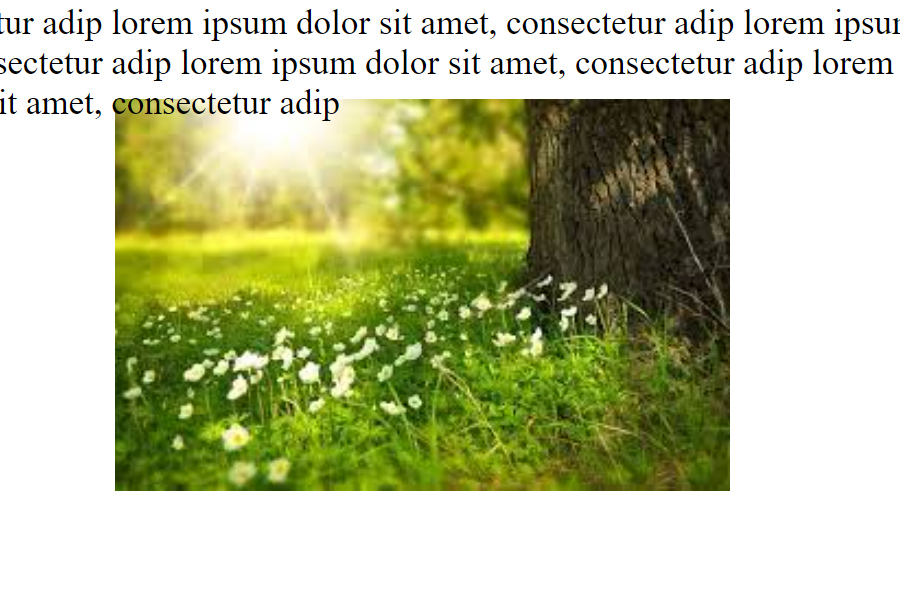 tur adip lorem ipsum dolor sit amet, consectetur adip lorem ipsu
sectetur adip lorem ipsum dolor sit amet, consectetur adip lorem
it amet, consectetur adip